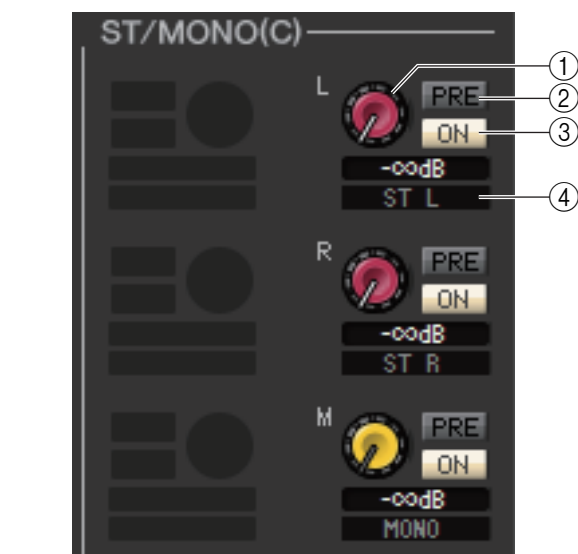 ST/MONO(C)
L
PRE
ON
-∞dB
ST L
R
PRE
ON
-∞dB
ST R
M
PRE
ON
-∞dB
MONO
①
②
③
④